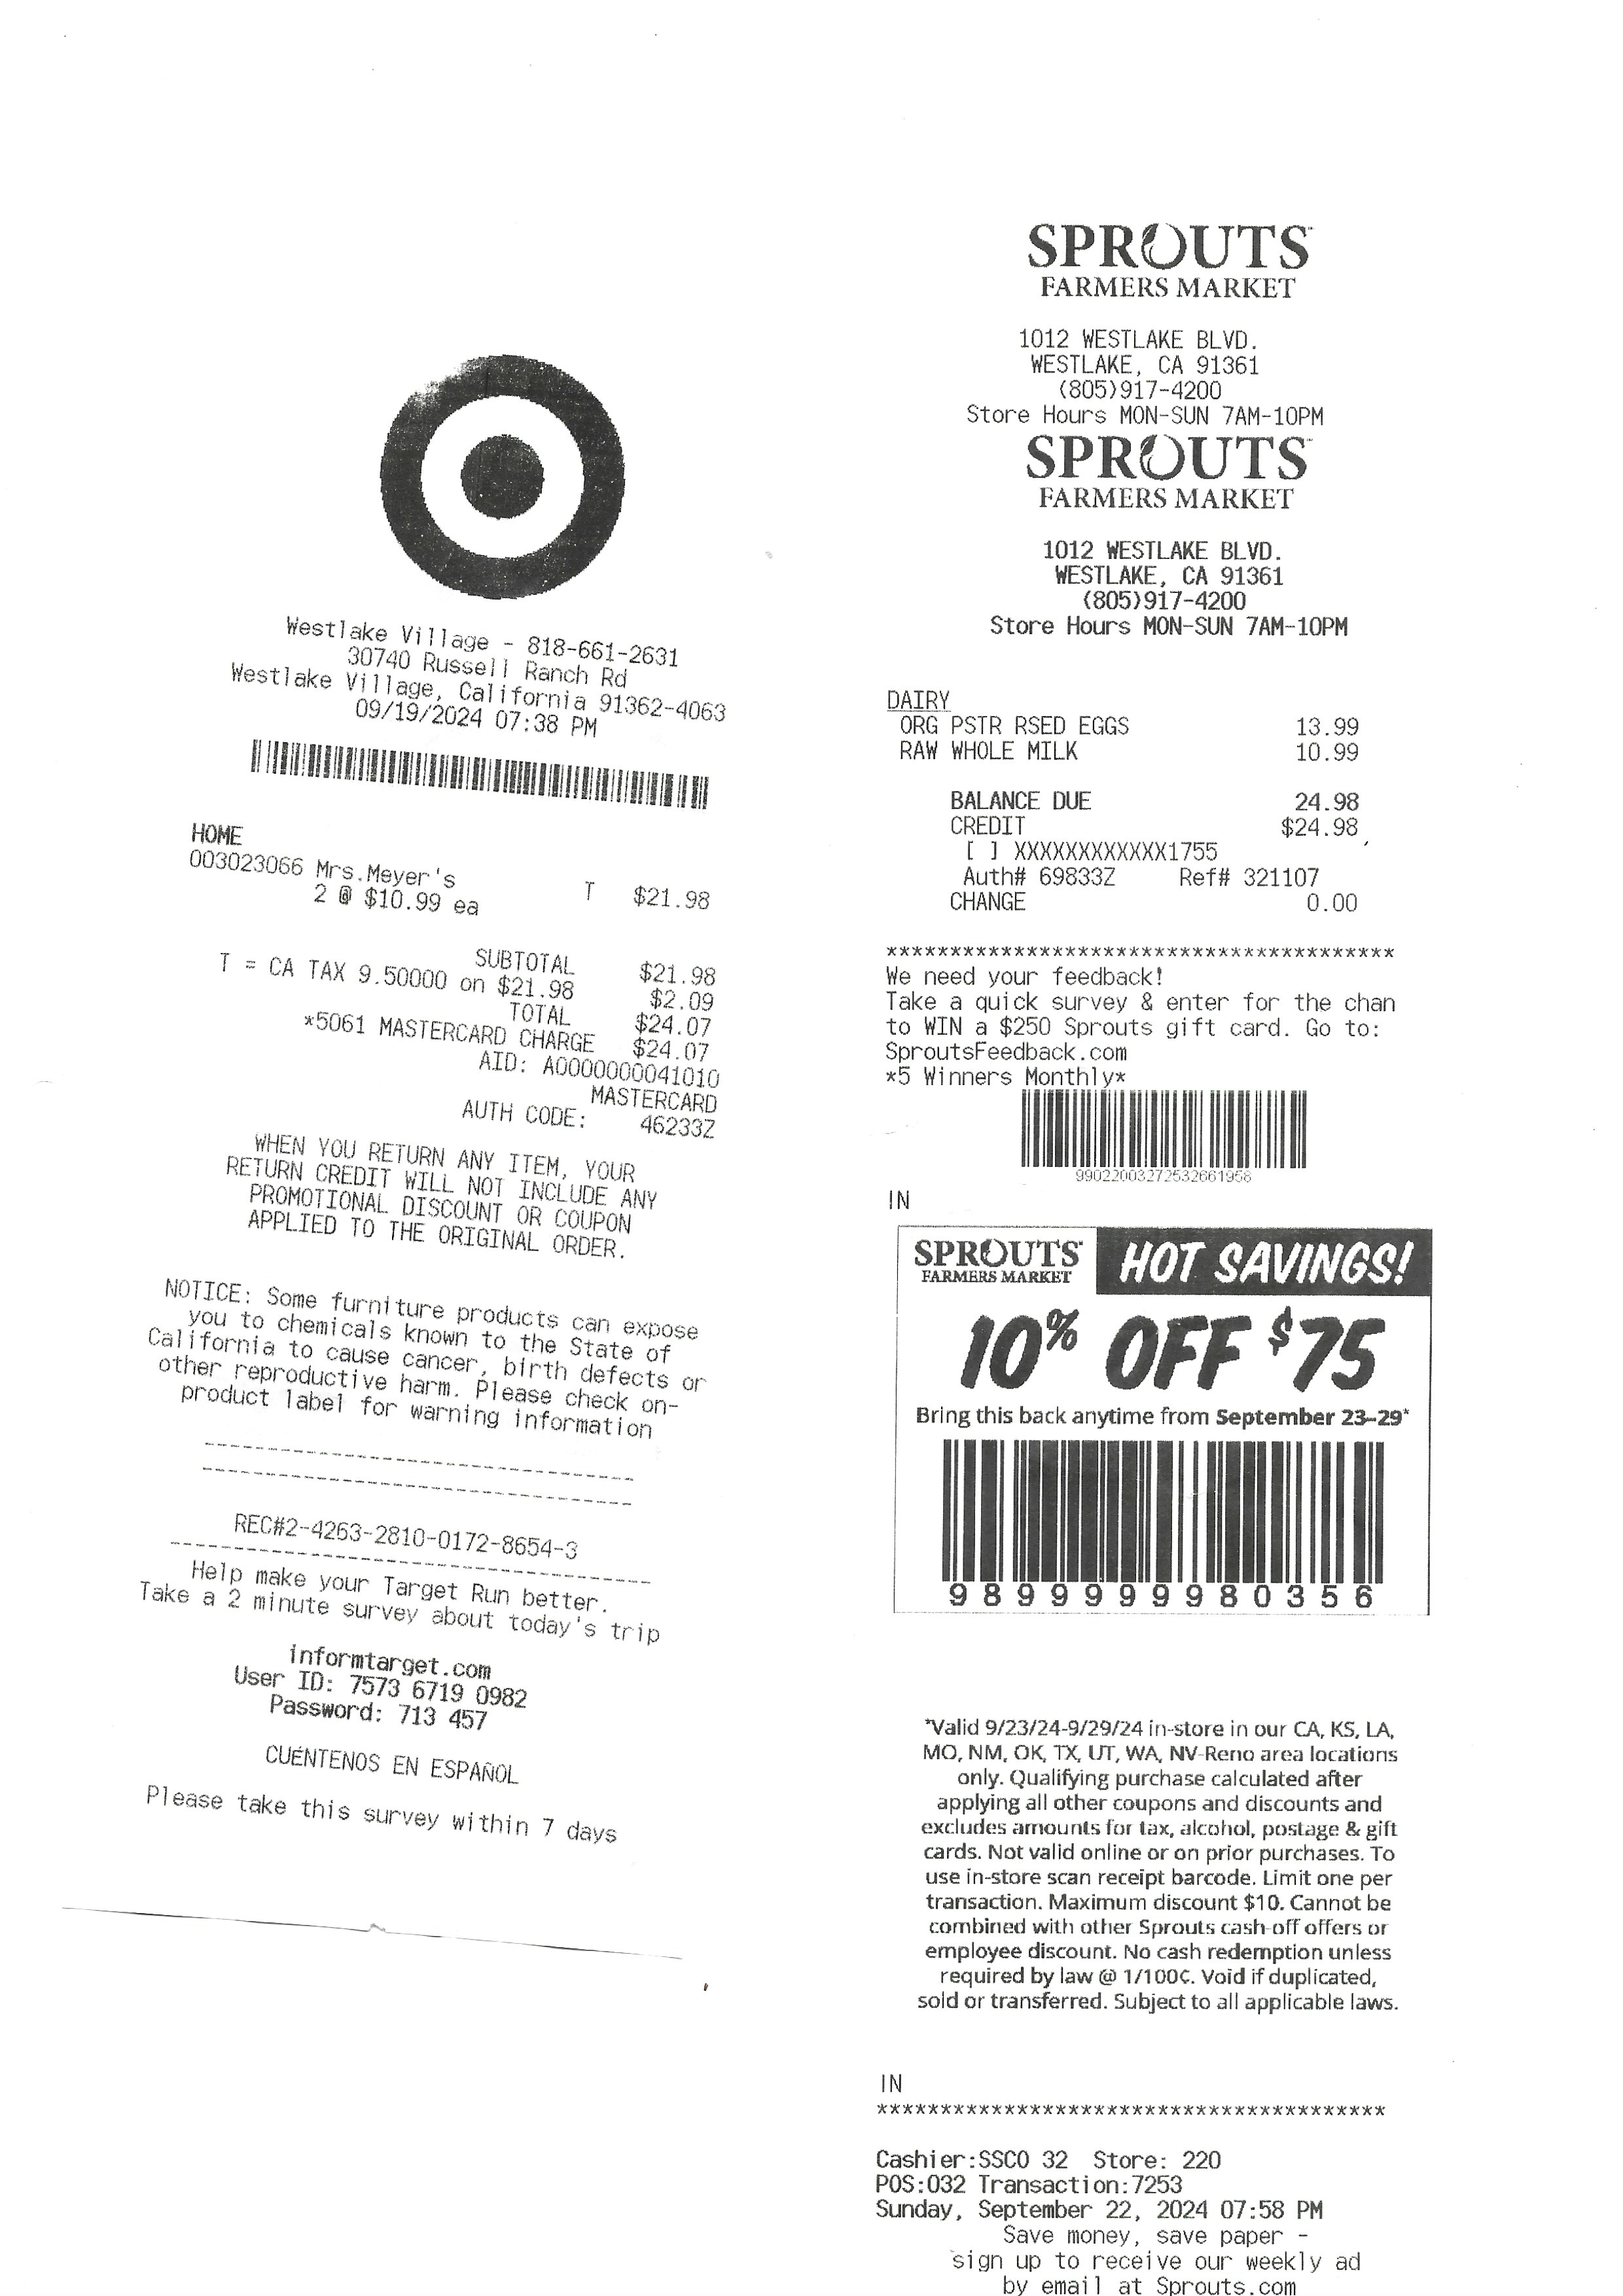 Westlake Village - 818-661-2631
30740 Russell Ranch Rd
Westlake Village, California 91362-4063
09/19/2024 07:38 PM
HOME
003023066 Mrs.Meyer's T $21.98
2 @ $10.99 ea
SUBTOTAL $21.98
T = CA TAX 9.50000 on $21.98 $2.09
TOTAL $24.07
*5061 MASTERCARD CHARGE $24.07
AID: A0000000041010
MASTERCARD
AUTH CODE: 46233Z
WHEN YOU RETURN ANY ITEM, YOUR
RETURN CREDIT WILL NOT INCLUDE ANY
PROMOTIONAL DISCOUNT OR COUPON
APPLIED TO THE ORIGINAL ORDER.
NOTICE: Some furniture products can expose
you to chemicals known to the State of
California to cause cancer, birth defects or
other reproductive harm. Please check on-
product label for warning information
REC#2-4263-2810-0172-8654-3
Help make your Target Run better.
Take a 2 minute survey about today's trip
informtarget.com
User ID: 7573 6719 0982
Password: 713 457
CUÉNTENOS EN ESPAÑOL
Please take this survey within 7 days
SPROUTS
FARMERS MARKET
1012 WESTLAKE BLVD.
WESTLAKE, CA 91361
(805)917-4200
Store Hours MON-SUN 7AM-10PM
SPROUTS
FARMERS MARKET
1012 WESTLAKE BLVD.
WESTLAKE, CA 91361
(805)917-4200
Store Hours MON-SUN 7AM-10PM
DAIRY
ORG PSTR RSED EGGS 13.99
RAW WHOLE MILK 10.99
BALANCE DUE 24.98
CREDIT $24.98
[ ] XXXXXXXXXXXX1755
Auth# 69833Z Ref# 321107
CHANGE 0.00
****************************************
We need your feedback!
Take a quick survey & enter for the chan
to WIN a $250 Sprouts gift card. Go to:
SproutsFeedback.com
*5 Winners Monthly*
99022003272532661958
IN
SPROUTS
FARMERS MARKET
HOT SAVINGS!
10% OFF $75
Bring this back anytime from September 23–29*
989999980356
*Valid 9/23/24-9/29/24 in-store in our CA, KS, LA,
MO, NM, OK, TX, UT, WA, NV-Reno area locations
only. Qualifying purchase calculated after
applying all other coupons and discounts and
excludes amounts for tax, alcohol, postage & gift
cards. Not valid online or on prior purchases. To
use in-store scan receipt barcode. Limit one per
transaction. Maximum discount $10. Cannot be
combined with other Sprouts cash-off offers or
employee discount. No cash redemption unless
required by law @ 1/100¢. Void if duplicated,
sold or transferred. Subject to all applicable laws.
IN
****************************************
Cashier:SSCO 32 Store: 220
POS:032 Transaction:7253
Sunday, September 22, 2024 07:58 PM
Save money, save paper -
sign up to receive our weekly ad
by email at Sprouts.com